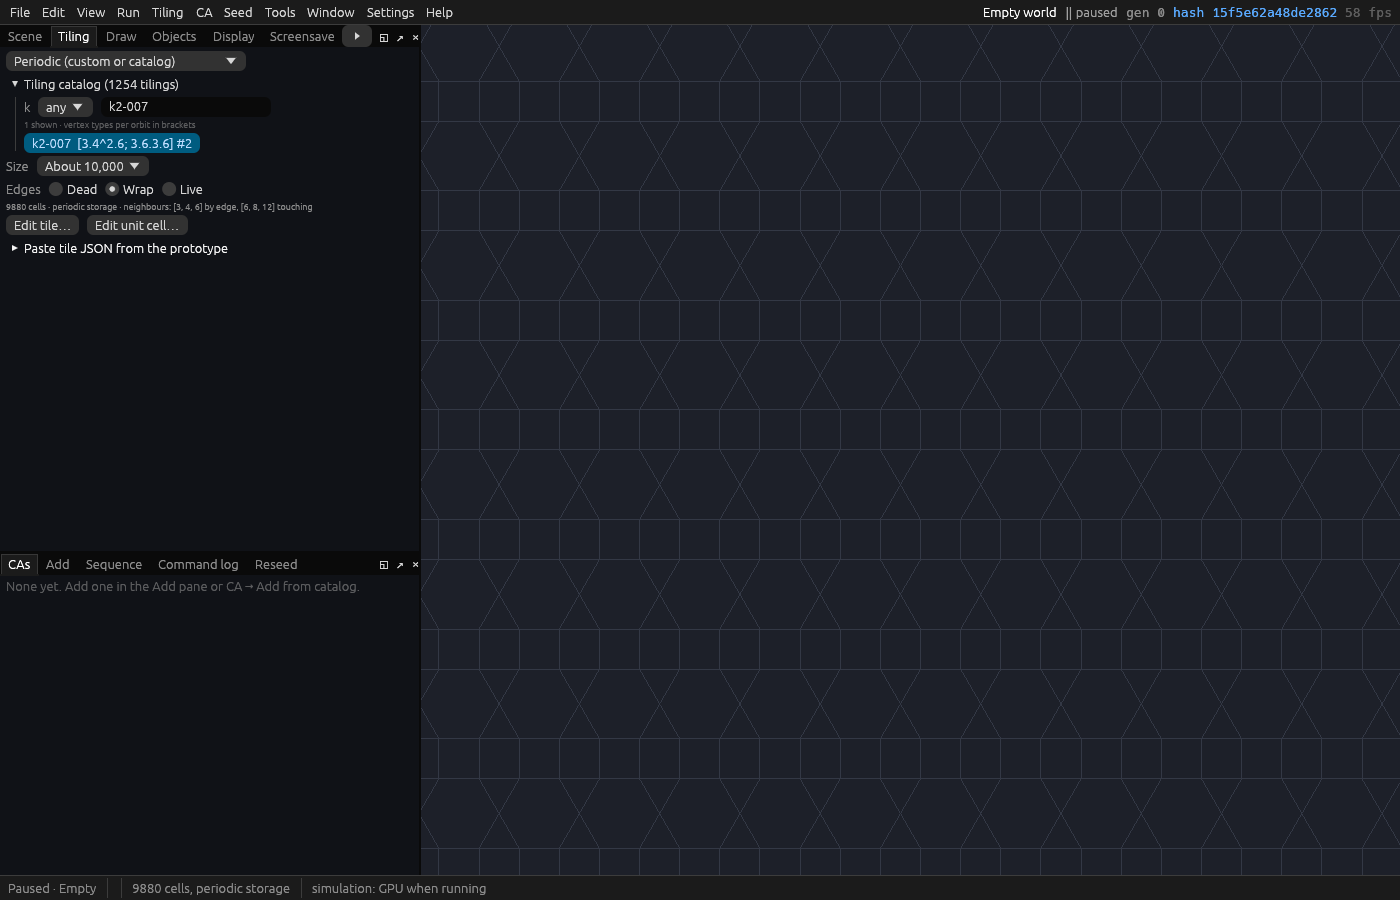 File Edit View Run Tiling CA Seed Tools Window Settings Help Empty world || paused gen 0 hash 15f5e62a48de2862 58 fps
Scene Tiling Draw Objects Display Screensave
Periodic (custom or catalog)
Tiling catalog (1254 tilings)
k any k2-007
1 shown · vertex types per orbit in brackets
k2-007 [3.4^2.6; 3.6.3.6] #2
Size About 10,000
Edges Dead Wrap Live
9880 cells · periodic storage · neighbours: [3, 4, 6] by edge, [6, 8, 12] touching
Edit tile... Edit unit cell...
Paste tile JSON from the prototype
CAs Add Sequence Command log Reseed
None yet. Add one in the Add pane or CA → Add from catalog.
Paused · Empty 9880 cells, periodic storage simulation: GPU when running